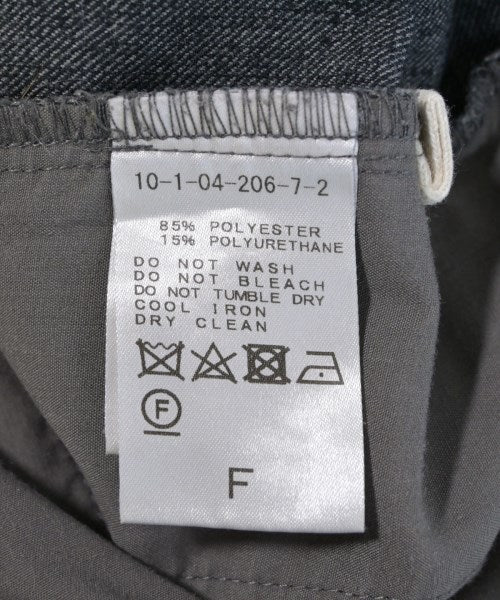 10-1-04-206-7-2
85% POLYESTER
15% POLYURETHANE
DO NOT WASH
DO NOT BLEACH
DO NOT TUMBLE DRY
COOL IRON
DRY CLEAN
F
F